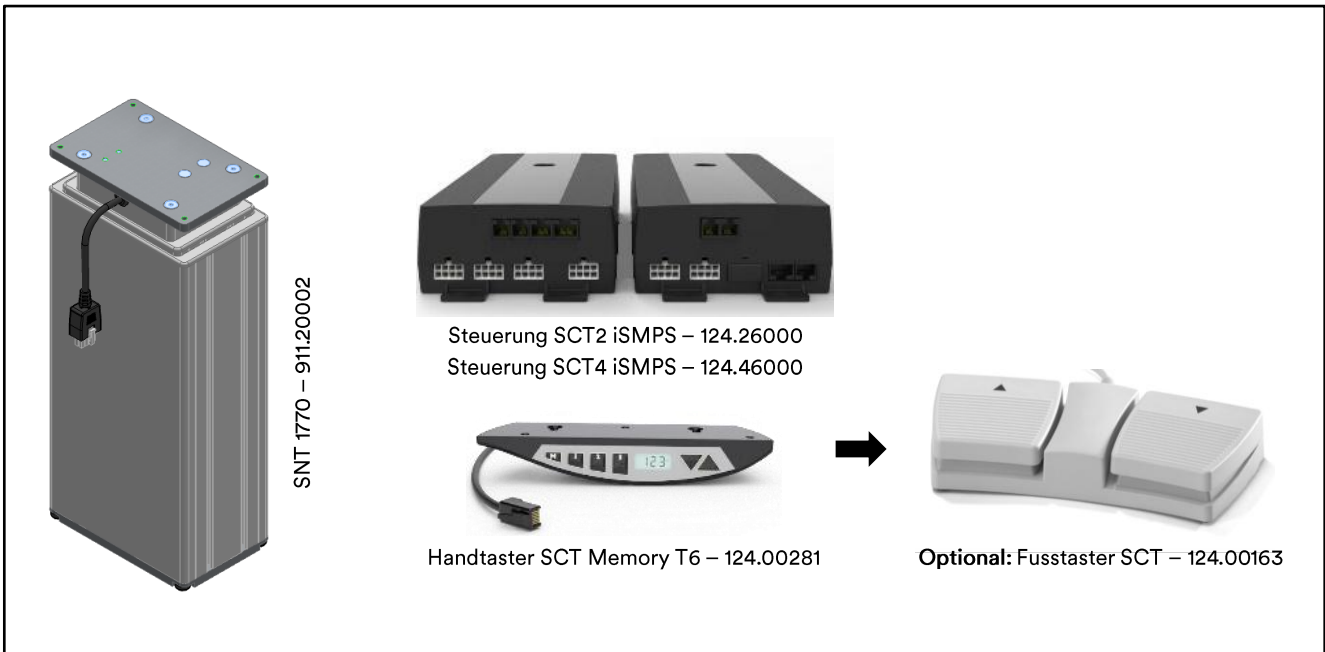 SNT 1770 – 911.20002
Steuerung SCT2 iSMPS – 124.26000
Steuerung SCT4 iSMPS – 124.46000
123
Handtaster SCT Memory T6 – 124.00281
Optional: Fusstaster SCT – 124.00163